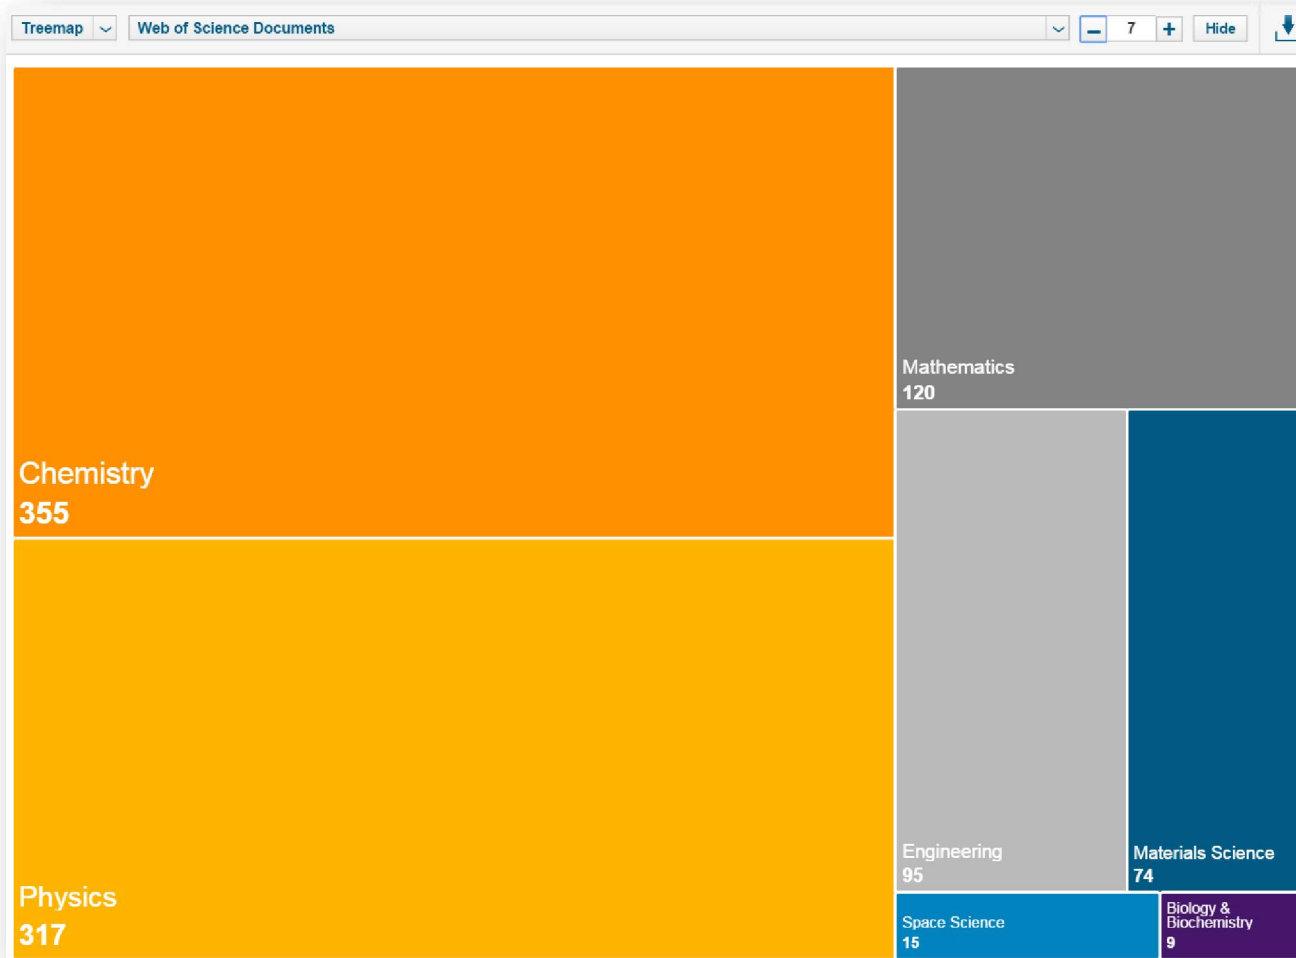 Treemap
Web of Science Documents
7
Hide
Chemistry
355
Mathematics
120
Physics
317
Engineering
95
Materials Science
74
Space Science
15
Biology &
Biochemistry
9